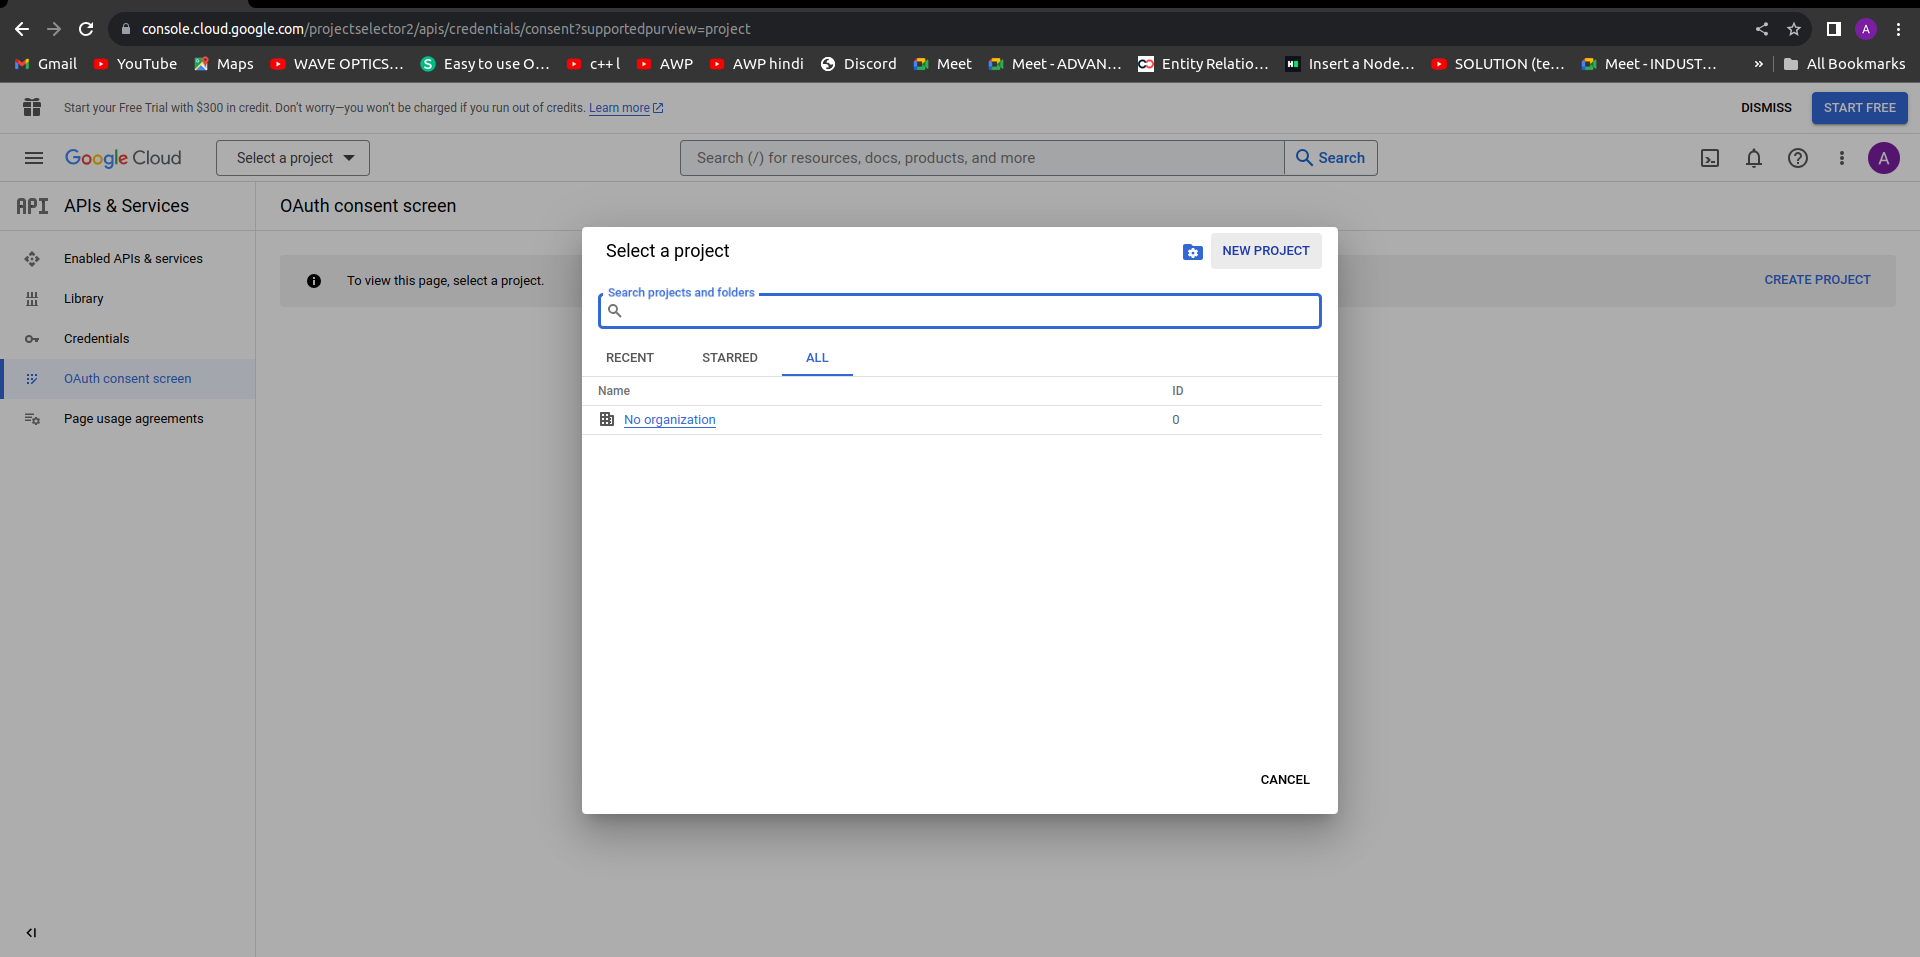 console.cloud.google.com/projectselector2/apis/credentials/consent?supportedpurview=project
A
Gmail YouTube Maps WAVE OPTICS... Easy to use O... c++ l AWP AWP hindi Discord Meet Meet - ADVAN... Entity Relatio... Insert a Node... SOLUTION (te... Meet - INDUST... » All Bookmarks
Start your Free Trial with $300 in credit. Don't worry—you won't be charged if you run out of credits. Learn more
DISMISS START FREE
Google Cloud Select a project Search (/) for resources, docs, products, and more Search A
API APIs & Services
OAuth consent screen
Enabled APIs & services
Library
Credentials
OAuth consent screen
Page usage agreements
To view this page, select a project.
CREATE PROJECT
Select a project
NEW PROJECT
Search projects and folders
RECENT STARRED ALL
Name ID
No organization 0
CANCEL